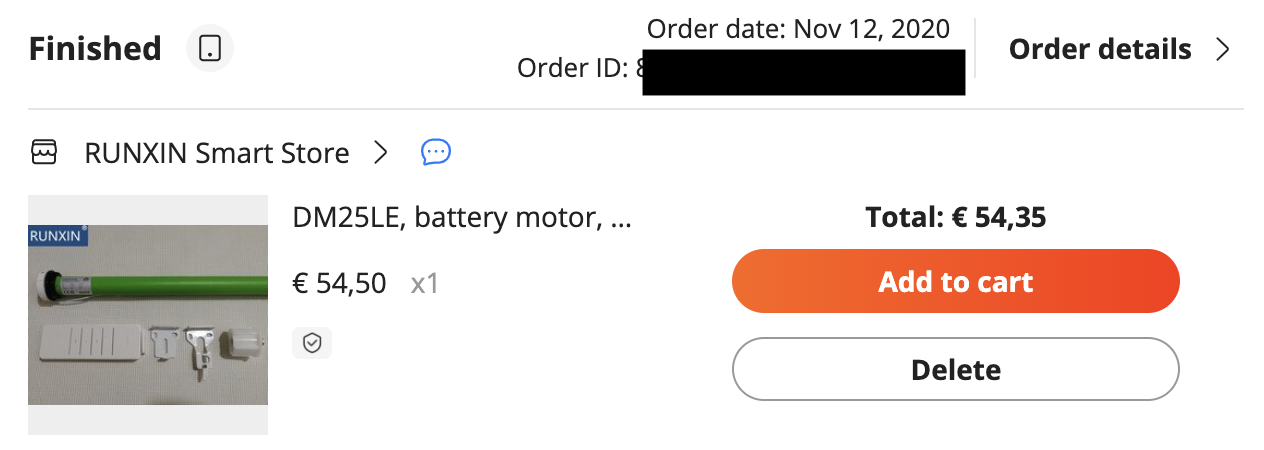 Finished
Order date: Nov 12, 2020
Order ID: 8
Order details
RUNXIN Smart Store
RUNXIN®
DM25LE, battery motor, ...
€ 54,50 x1
Total: € 54,35
Add to cart
Delete